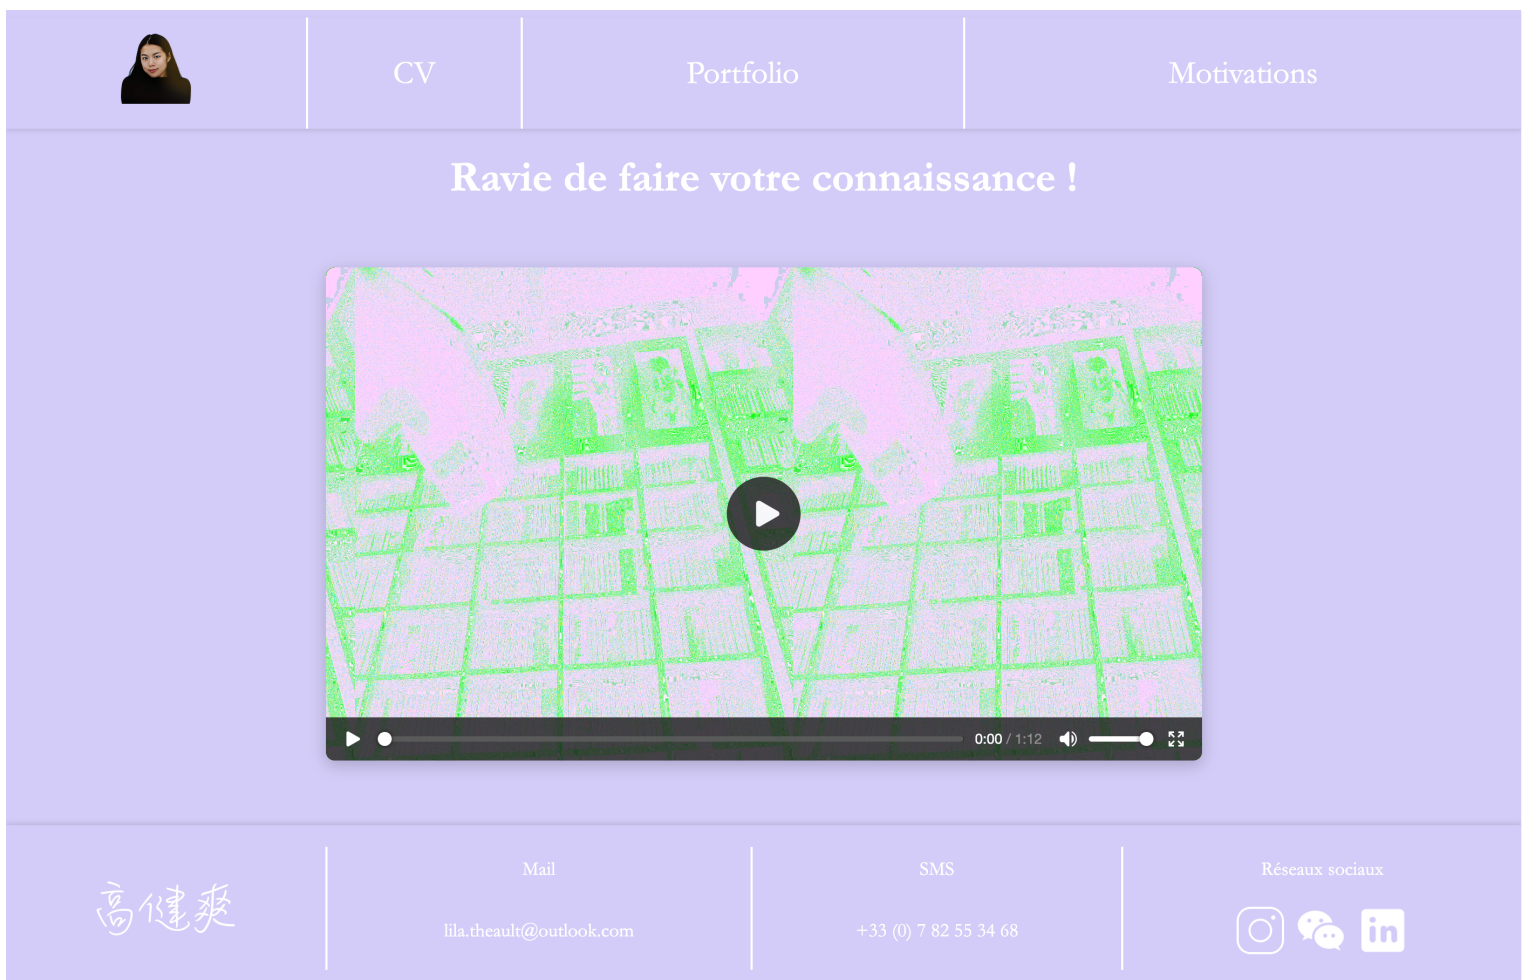 CV
Portfolio
Motivations
Ravie de faire votre connaissance !
0:00 / 1:12
高健爽
Mail
lila.theault@outlook.com
SMS
+33 (0) 7 82 55 34 68
Réseaux sociaux
in